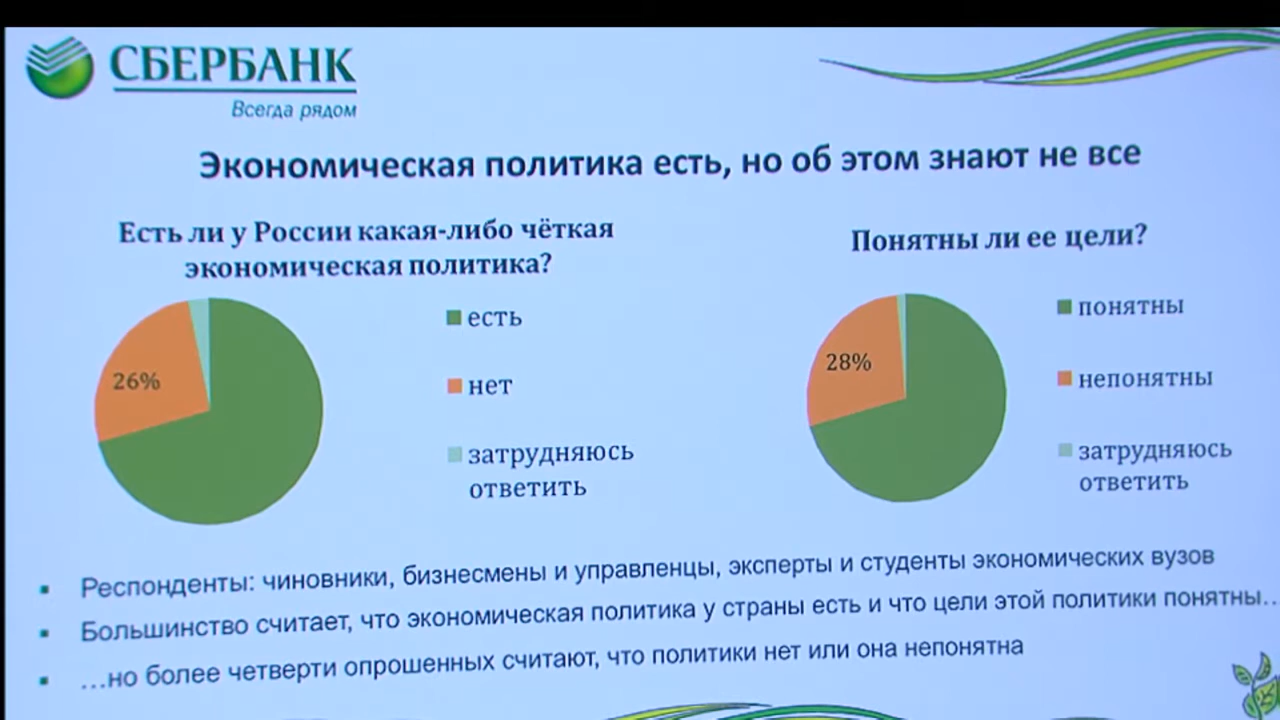 СБЕРБАНК
Всегда рядом
Экономическая политика есть, но об этом знают не все
Есть ли у России какая-либо чёткая
экономическая политика?
26%
есть
нет
затрудняюсь
ответить
Понятны ли ее цели?
28%
понятны
непонятны
затрудняюсь
ответить
▪ Респонденты: чиновники, бизнесмены и управленцы, эксперты и студенты экономических вузов
▪ Большинство считает, что экономическая политика у страны есть и что цели этой политики понятны…
▪ …но более четверти опрошенных считают, что политики нет или она непонятна